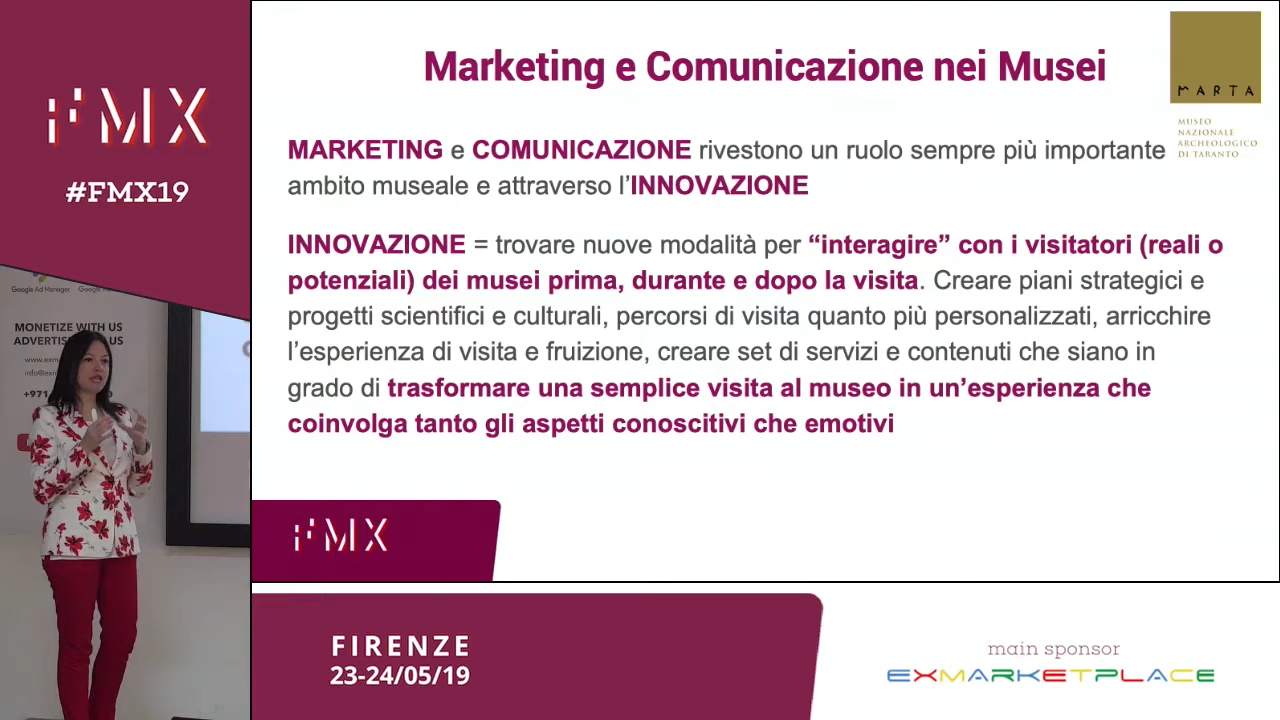 FMX
#FMX19
Google Ad Manager
MONETIZE WITH US
Marketing e Comunicazione nei Musei
MARTA
MUSEO
NAZIONALE
ARCHEOLOGICO
DI TARANTO
MARKETING e COMUNICAZIONE rivestono un ruolo sempre più importante
ambito museale e attraverso l’INNOVAZIONE
INNOVAZIONE = trovare nuove modalità per “interagire” con i visitatori (reali o
potenziali) dei musei prima, durante e dopo la visita. Creare piani strategici e
progetti scientifici e culturali, percorsi di visita quanto più personalizzati, arricchire
l’esperienza di visita e fruizione, creare set di servizi e contenuti che siano in
grado di trasformare una semplice visita al museo in un’esperienza che
coinvolga tanto gli aspetti conoscitivi che emotivi
FMX
FIRENZE
23-24/05/19
main sponsor
EXMARKETPLACE